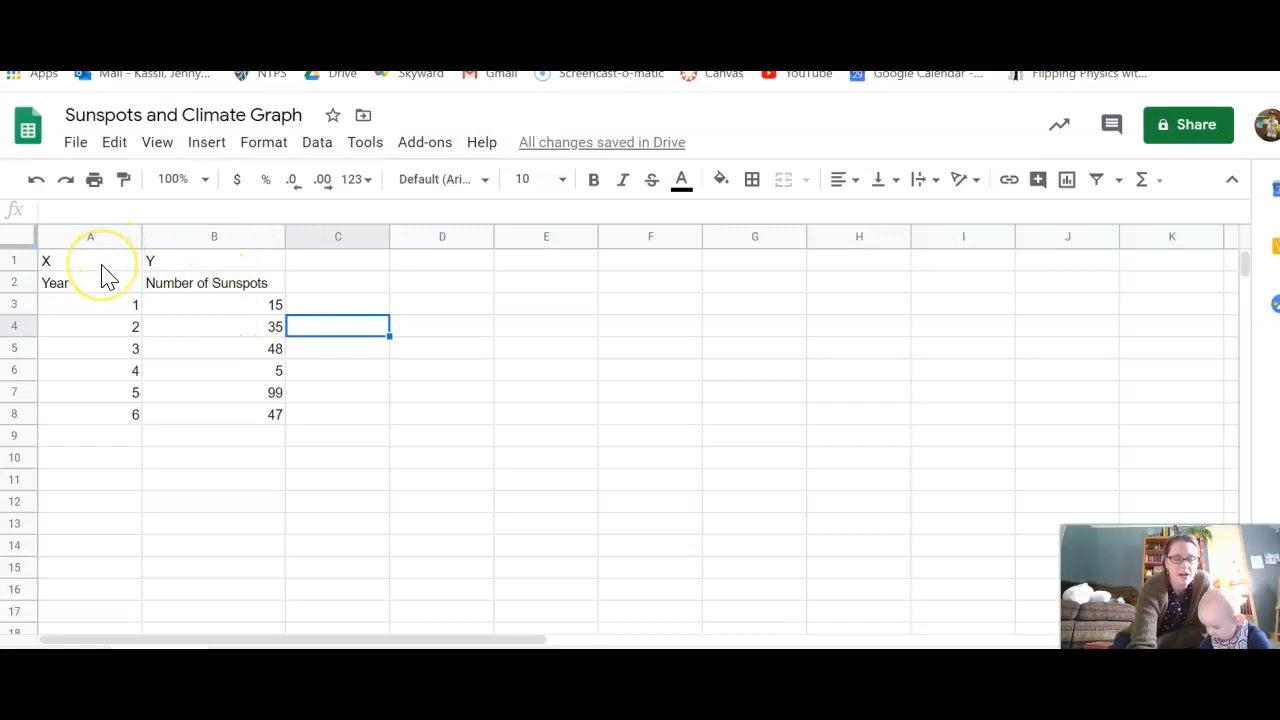 Apps Mail - Kassil, Jenny... NTPS Drive Skyward Gmail Screencast-o-matic Canvas YouTube Google Calendar -... Flipping Physics wit...
Sunspots and Climate Graph
File Edit View Insert Format Data Tools Add-ons Help All changes saved in Drive
Share
100% $ % .0 .00 123 Default (Ari... 10 B I S A Σ
fx
A B C D E F G H I J K
1 X Y
2 Year Number of Sunspots
3 1 15
4 2 35
5 3 48
6 4 5
7 5 99
8 6 47
9
10
11
12
13
14
15
16
17
18